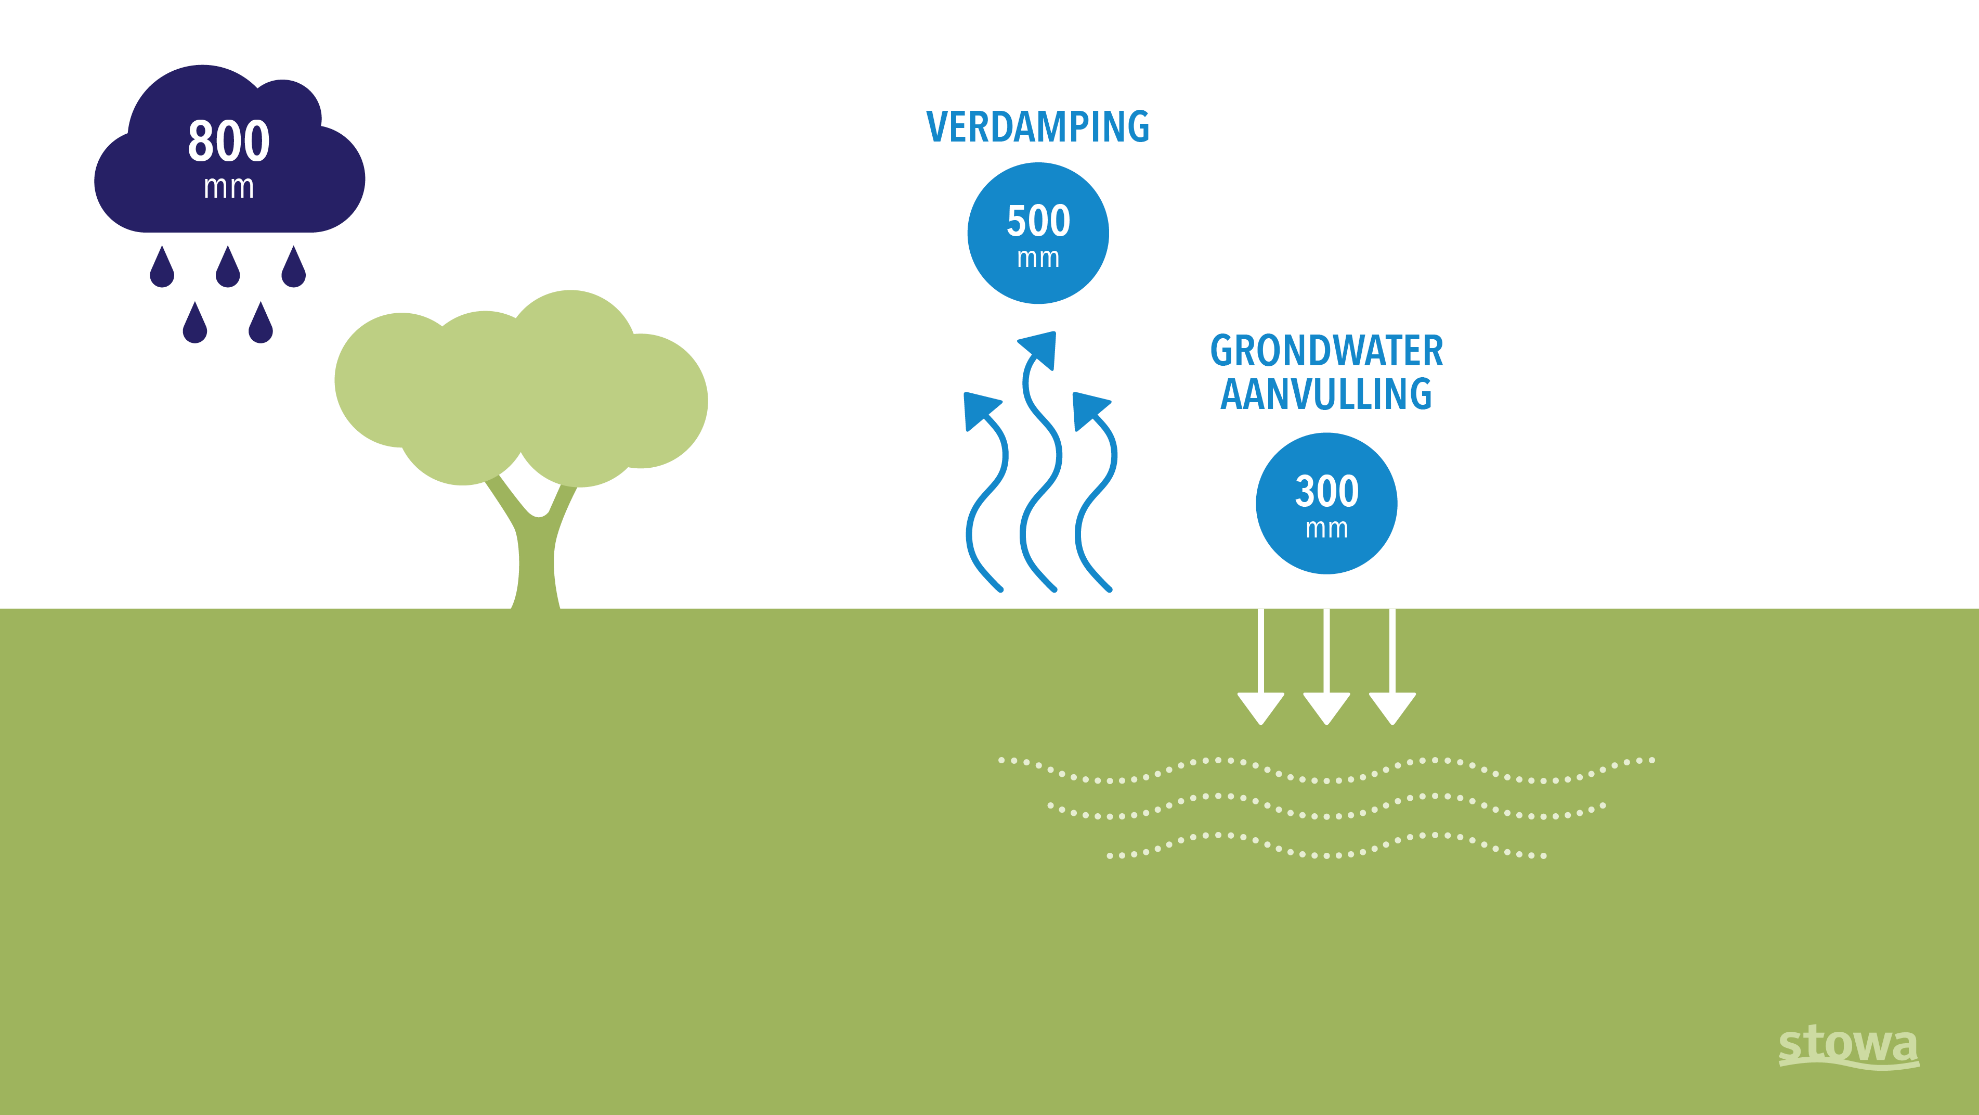 800
mm
VERDAMPING
500
mm
GRONDWATER
AANVULLING
300
mm
stowa